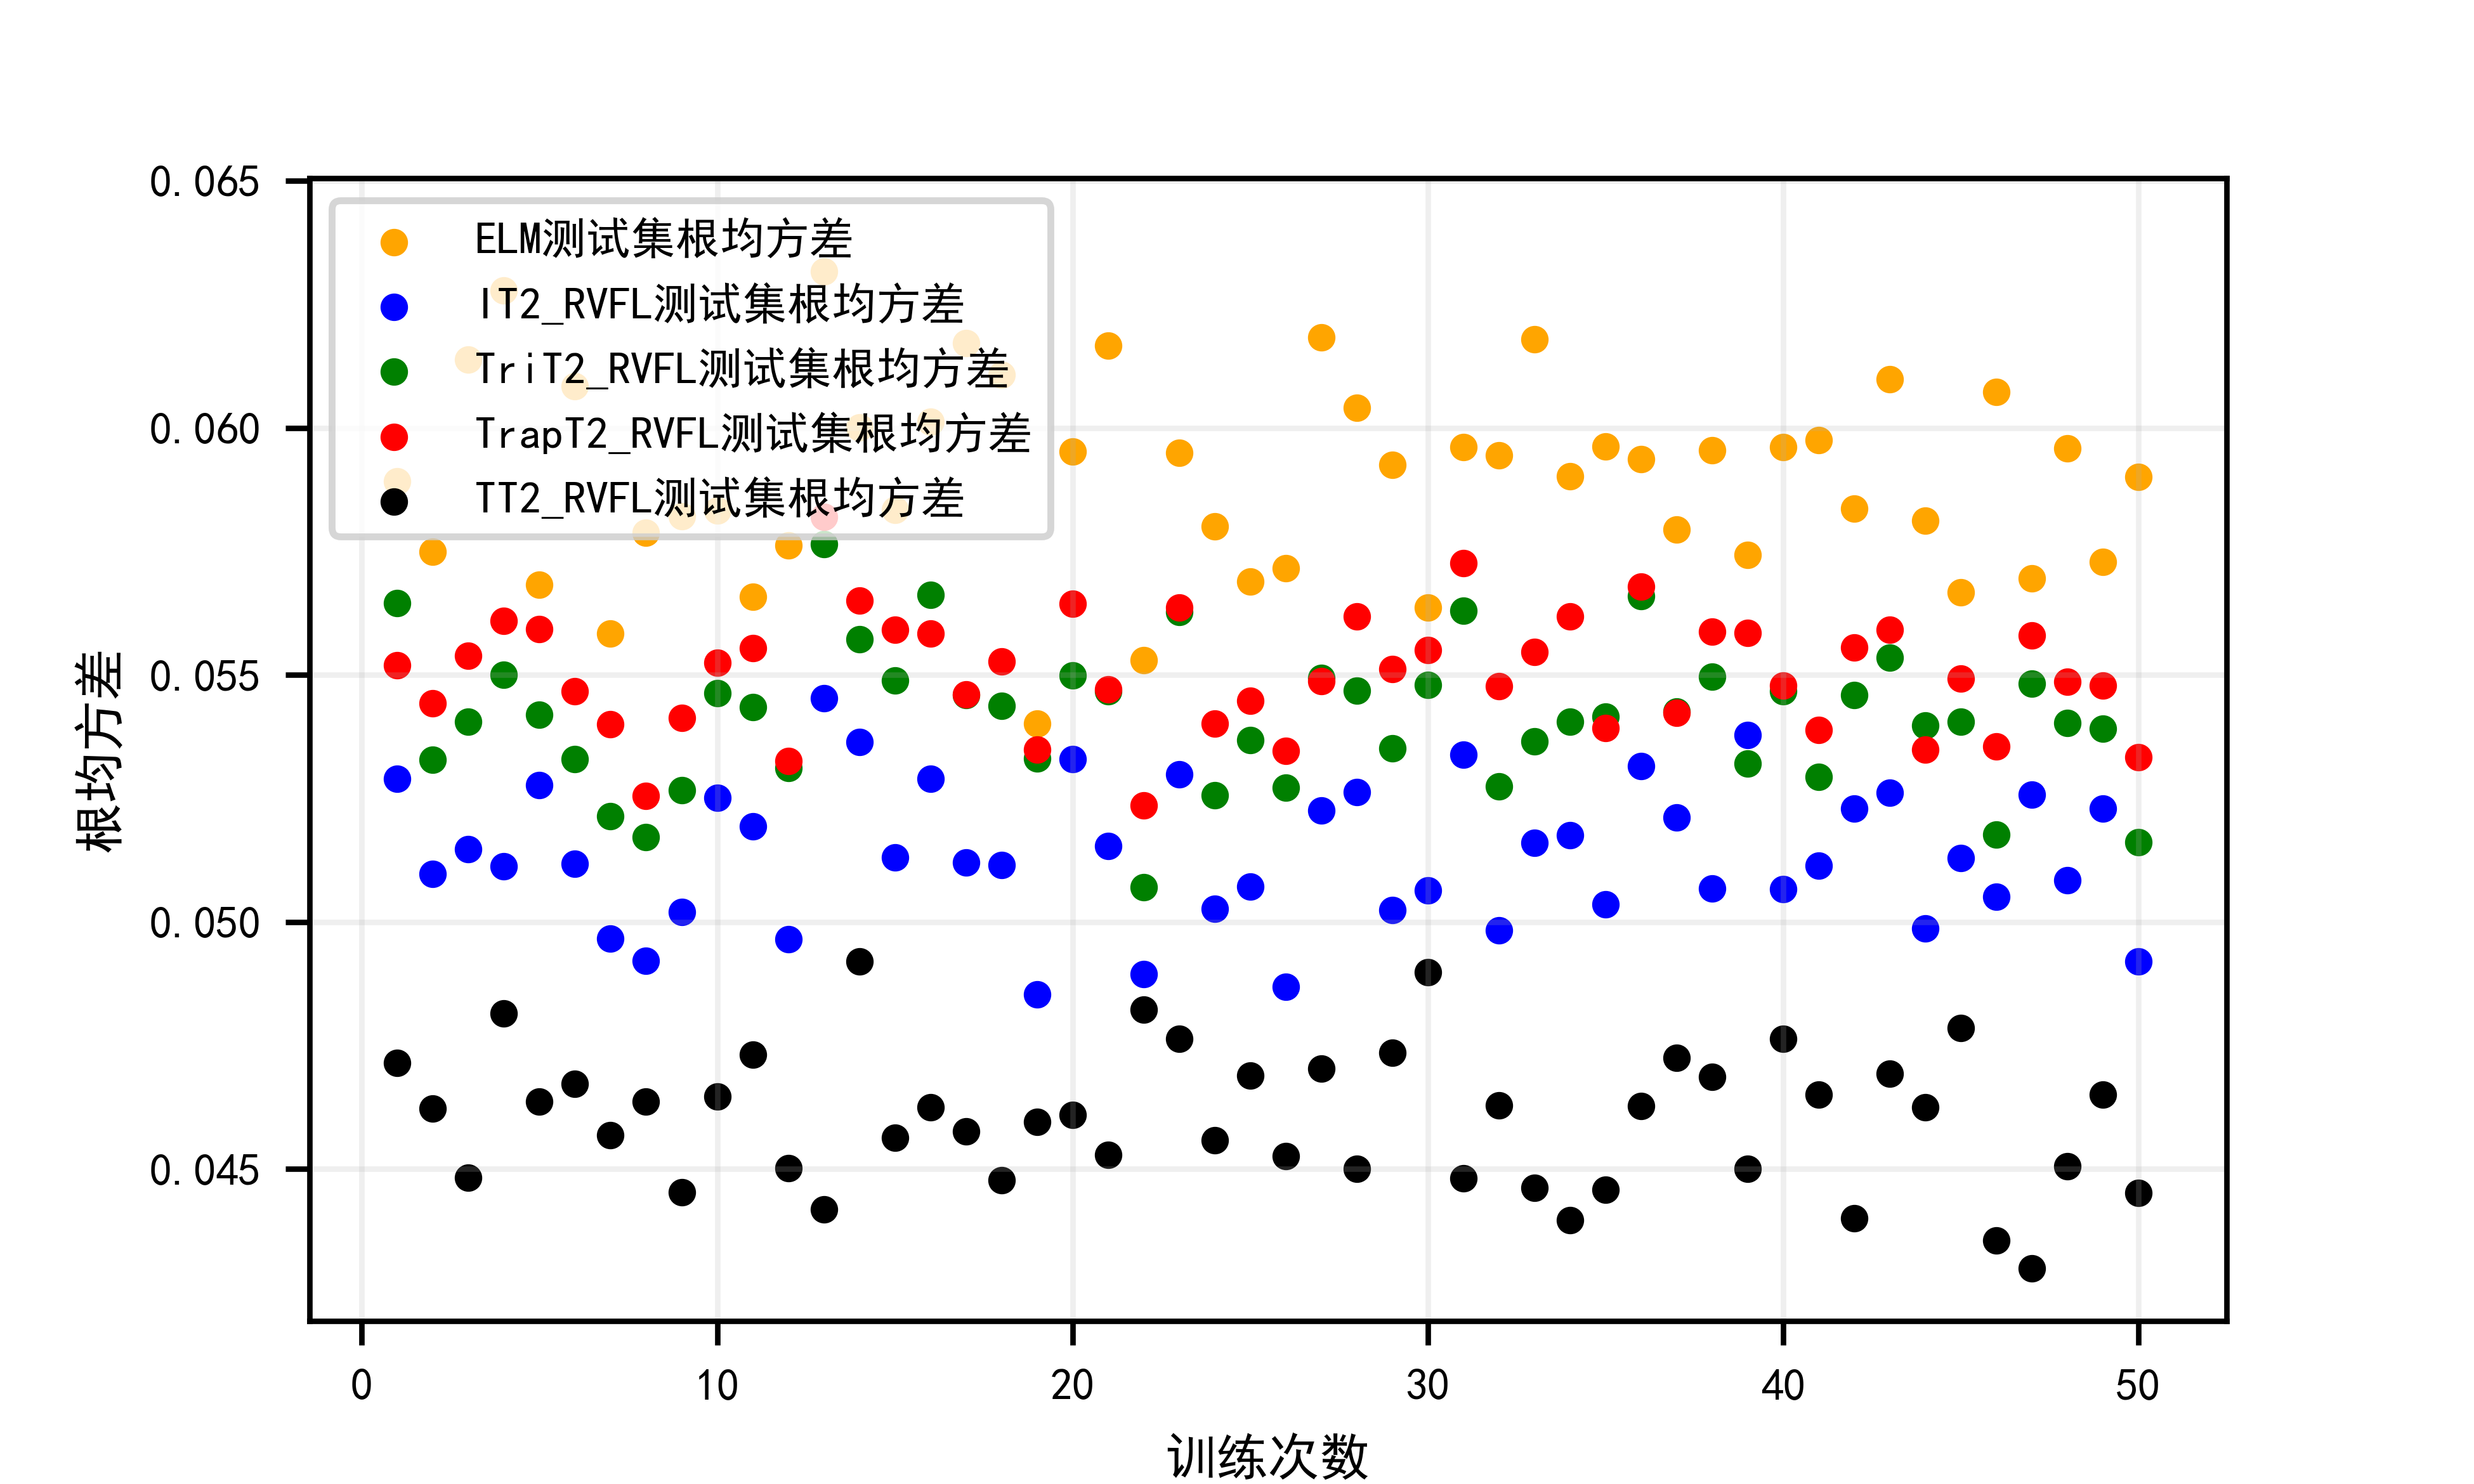 0.065
0.060
0.055
0.050
0.045
根均方差
ELM测试集根均方差
IT2_RVFL测试集根均方差
TriT2_RVFL测试集根均方差
TrapT2_RVFL测试集根均方差
TT2_RVFL测试集根均方差
0 10 20 30 40 50
训练次数